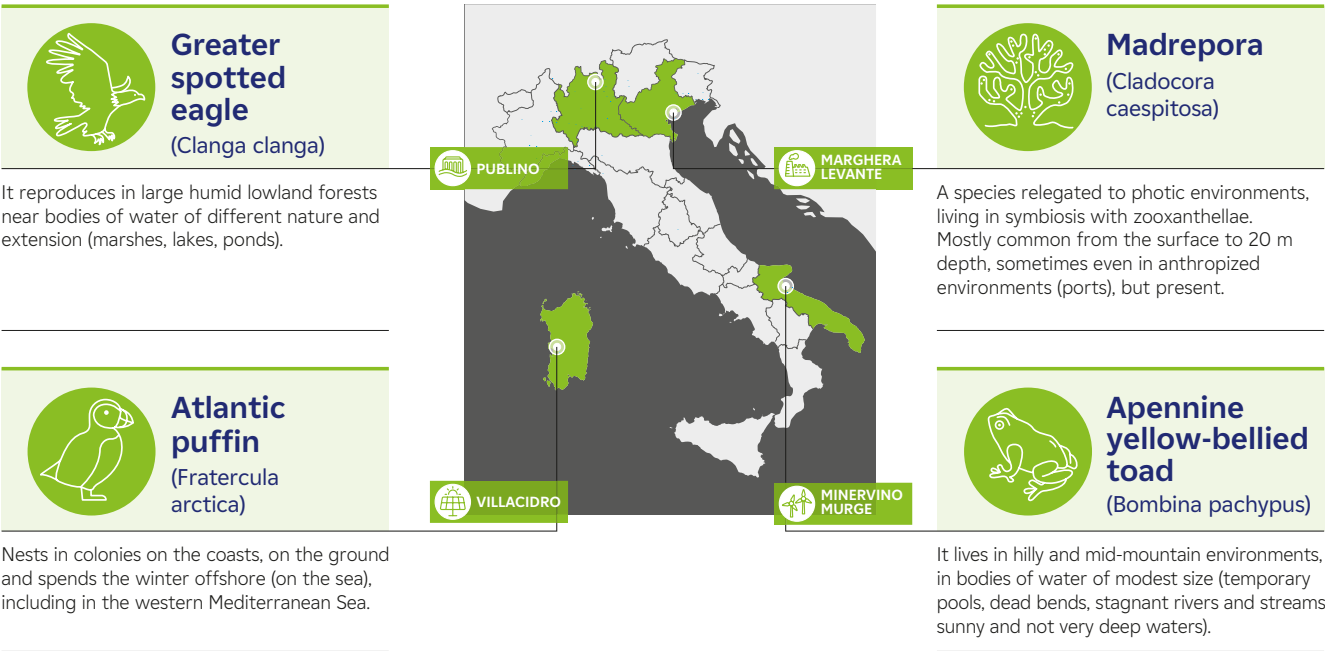 Greater
spotted
eagle
(Clanga clanga)
It reproduces in large humid lowland forests
near bodies of water of different nature and
extension (marshes, lakes, ponds).
PUBLINO
MARGHERA
LEVANTE
Madrepora
(Cladocora
caespitosa)
A species relegated to photic environments,
living in symbiosis with zooxanthellae.
Mostly common from the surface to 20 m
depth, sometimes even in anthropized
environments (ports), but present.
Atlantic
puffin
(Fratercula
arctica)
Nests in colonies on the coasts, on the ground
and spends the winter offshore (on the sea),
including in the western Mediterranean Sea.
VILLACIDRO
MINERVINO
MURGE
Apennine
yellow-bellied
toad
(Bombina pachypus)
It lives in hilly and mid-mountain environments,
in bodies of water of modest size (temporary
pools, dead bends, stagnant rivers and streams
sunny and not very deep waters).